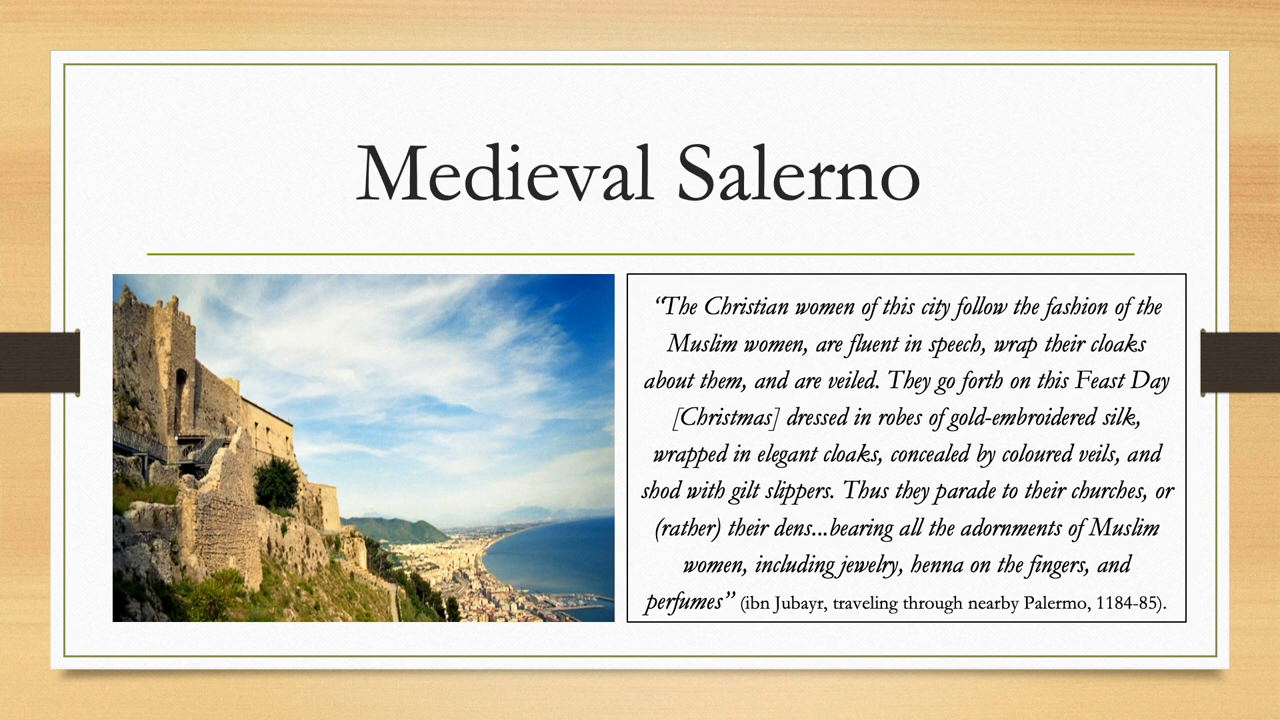 Medieval Salerno
“The Christian women of this city follow the fashion of the
Muslim women, are fluent in speech, wrap their cloaks
about them, and are veiled. They go forth on this Feast Day
[Christmas] dressed in robes of gold-embroidered silk,
wrapped in elegant cloaks, concealed by coloured veils, and
shod with gilt slippers. Thus they parade to their churches, or
(rather) their dens...bearing all the adornments of Muslim
women, including jewelry, henna on the fingers, and
perfumes” (ibn Jubayr, traveling through nearby Palermo, 1184-85).